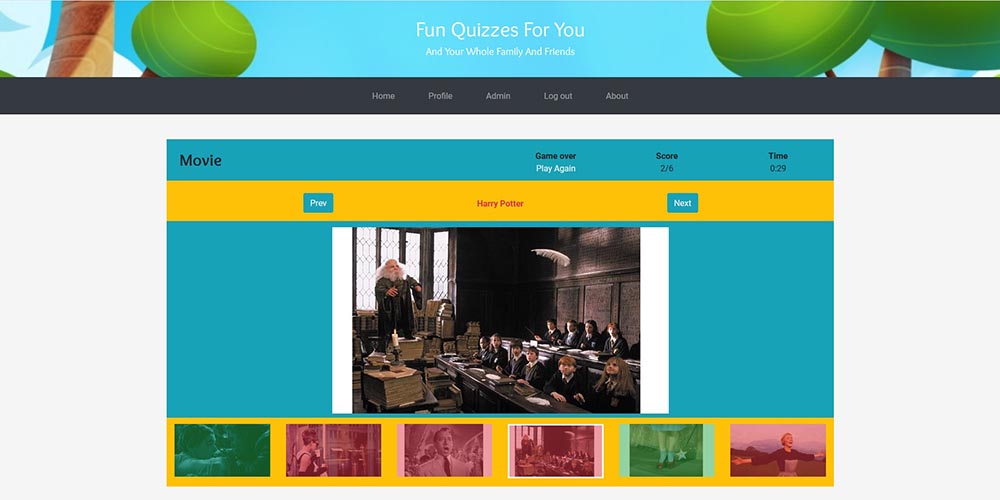 Fun Quizzes For You
And Your Whole Family And Friends
Home Profile Admin Log out About
Movie
Game over Score Time
Play Again 2/6 0:29
Prev Harry Potter Next